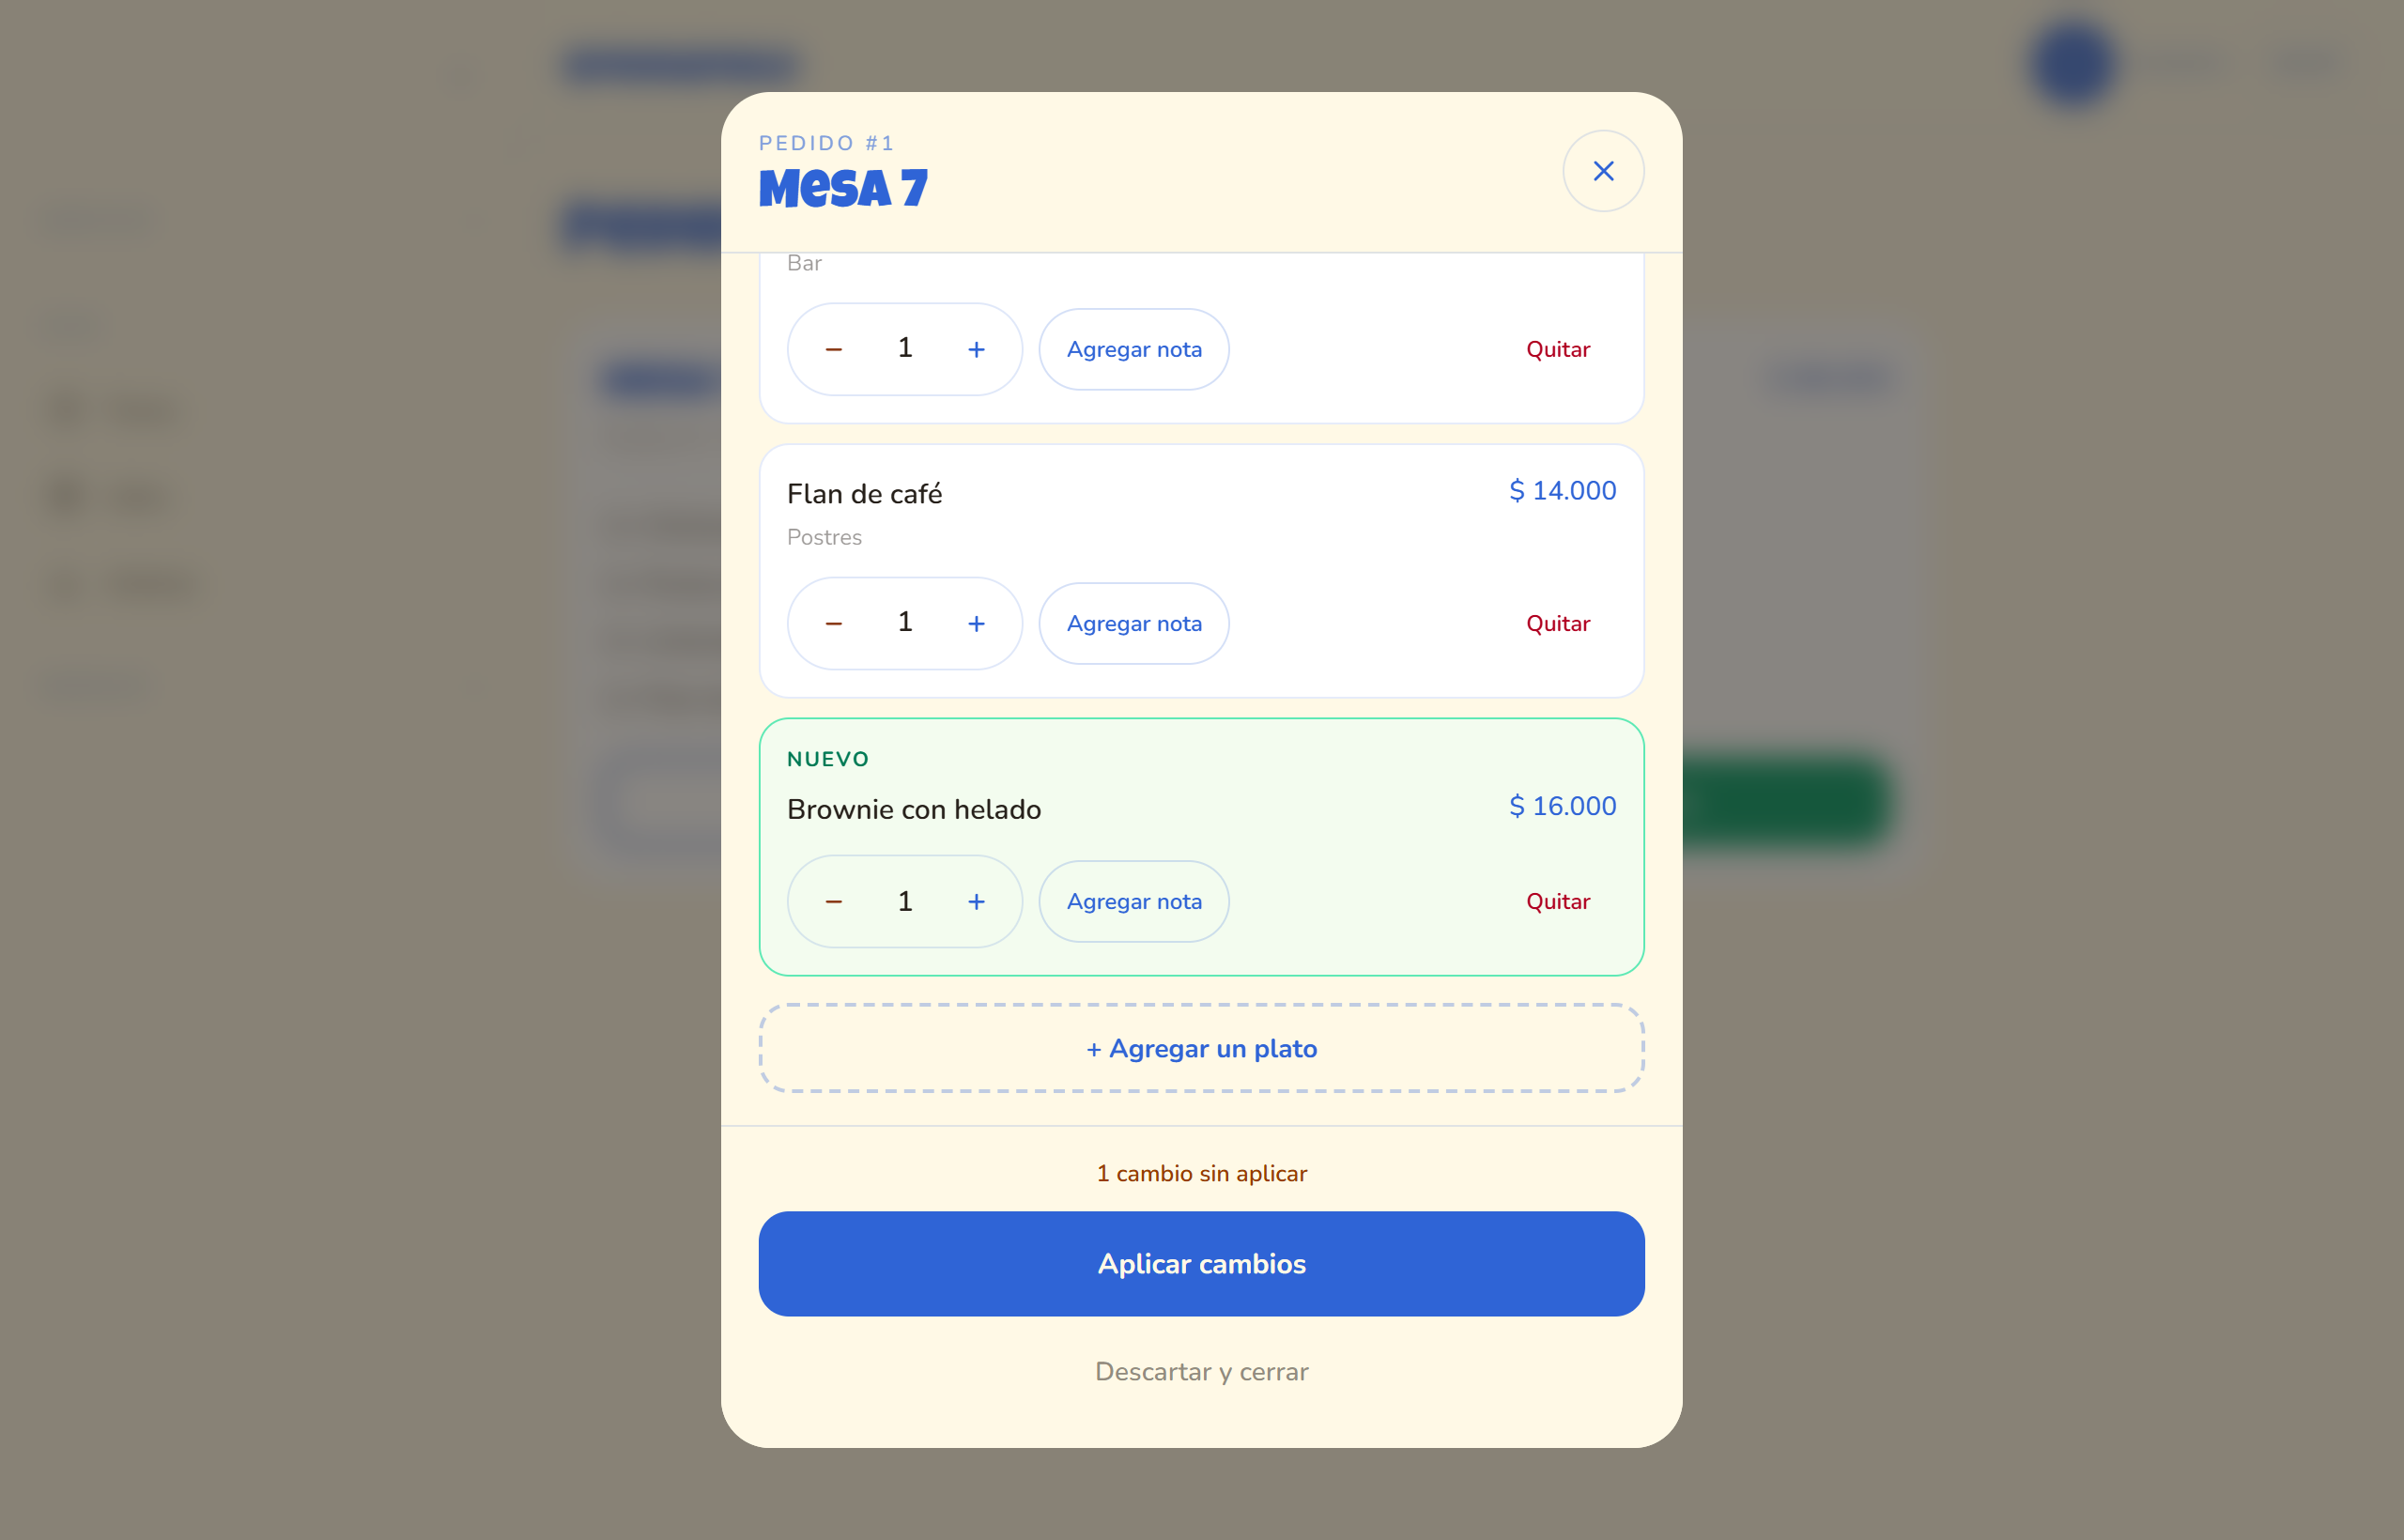 PEDIDO #1
Mesa 7
Bar
− 1 + Agregar nota Quitar
Flan de café $ 14.000
Postres
− 1 + Agregar nota Quitar
NUEVO
Brownie con helado $ 16.000
− 1 + Agregar nota Quitar
+ Agregar un plato
1 cambio sin aplicar
Aplicar cambios
Descartar y cerrar